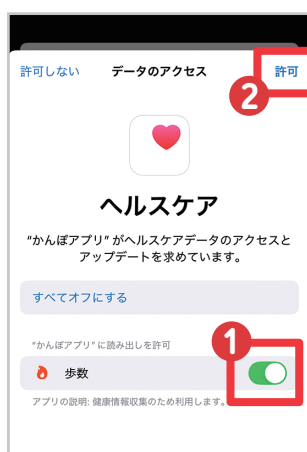 許可しない データのアクセス 許可
2
ヘルスケア
"かんぽアプリ"がヘルスケアデータのアクセスと
アップデートを求めています。
すべてオフにする
"かんぽアプリ"に読み出しを許可
1
歩数
アプリの説明: 健康情報収集のため利用します。